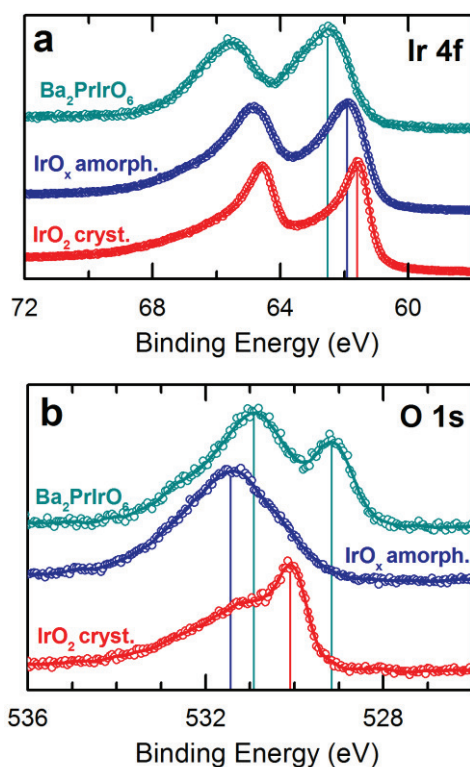 a
Ir 4f
Ba₂PrIrO₆
IrOₓ amorph.
IrO₂ cryst.
72 68 64 60
Binding Energy (eV)
b
O 1s
Ba₂PrIrO₆
IrOₓ amorph.
IrO₂ cryst.
536 532 528
Binding Energy (eV)